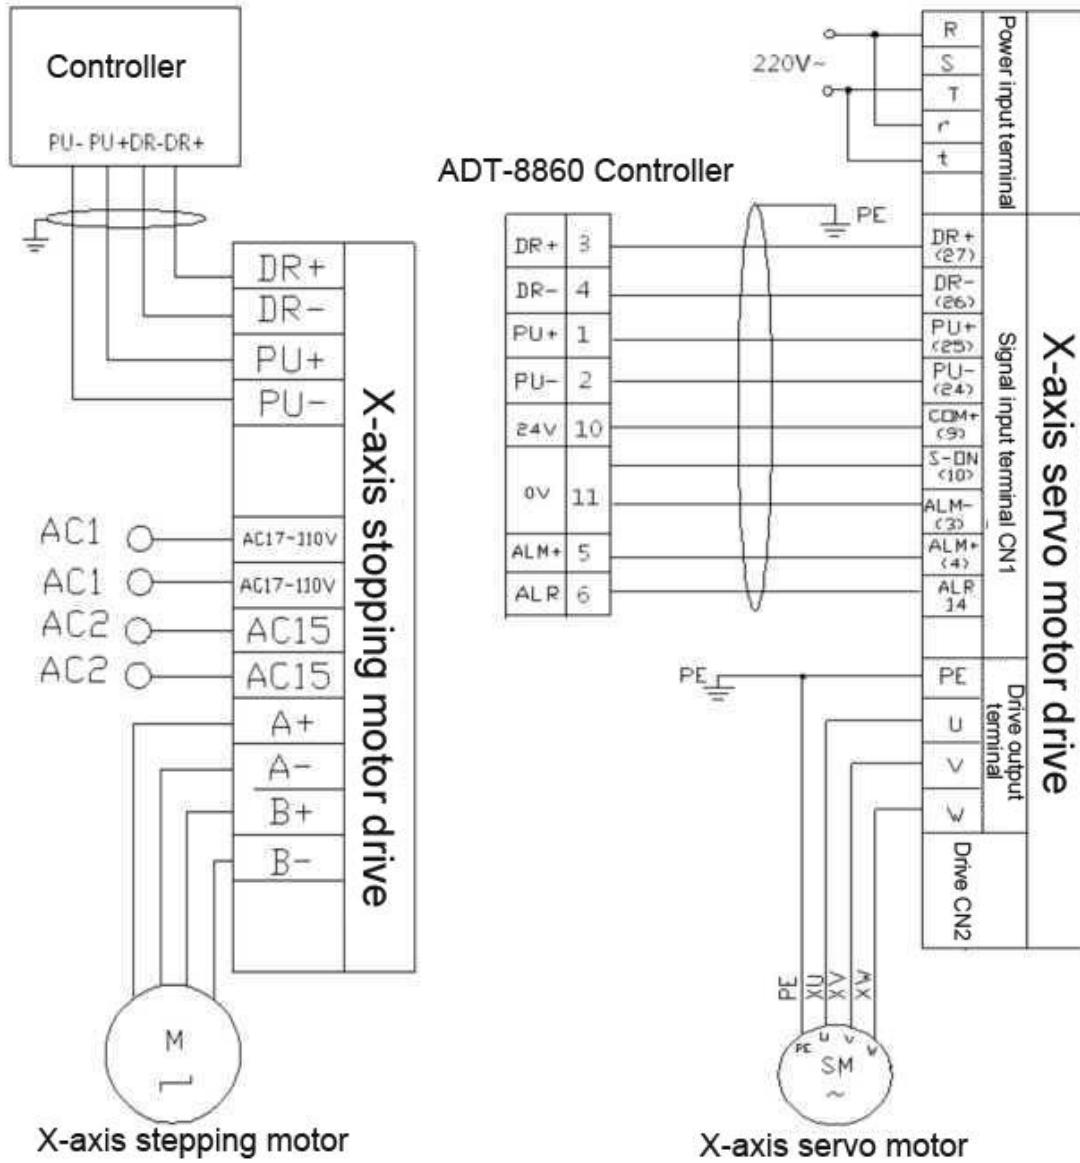 Controller
PU- PU+DR-DR+
DR+
DR-
PU+
PU-
AC1
AC17-110V
AC1
AC17-110V
AC2
AC15
AC2
AC15
A+
A-
B+
B-
X-axis stopping motor drive
M
X-axis stepping motor
220V~
R
S
T
r
t
Power input terminal
ADT-8860 Controller
PE
DR+ 3
DR- 4
PU+ 1
PU- 2
24V 10
0V 11
ALM+ 5
ALR 6
DR+
(27)
DR-
(26)
PU+
(25)
PU-
(24)
COM+
(9)
S-ON
(10)
ALM-
(3)
ALM+
(4)
ALR
14
Signal input terminal CN1
X-axis servo motor drive
PE
PE
U
V
W
Drive output
terminal
Drive CN2
PE
XU
XV
XW
PE U V W
SM
~
X-axis servo motor